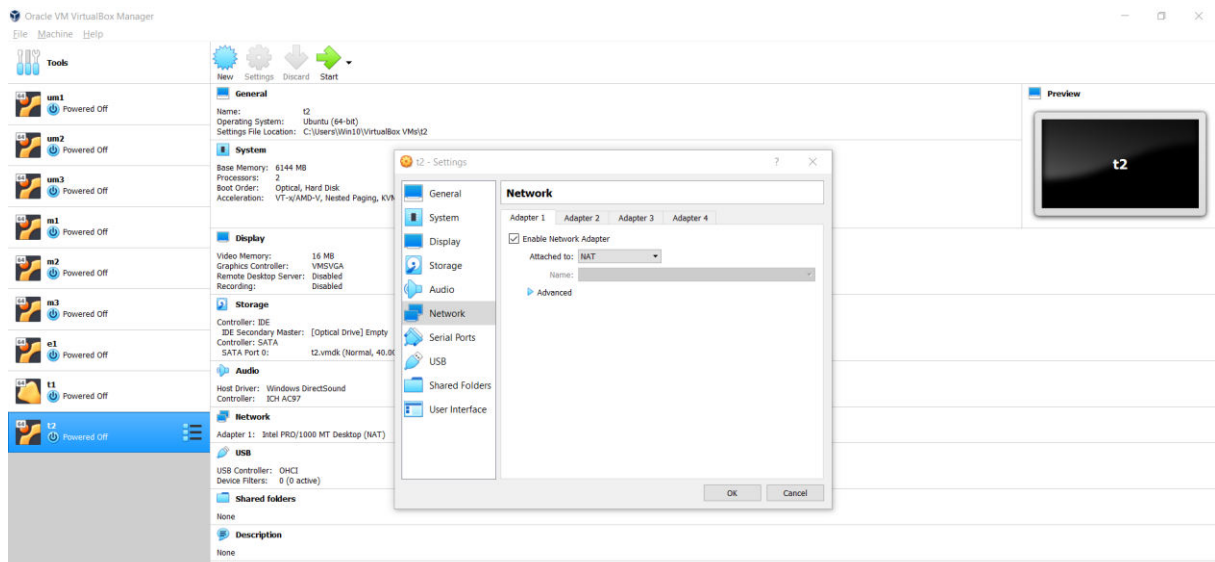 Oracle VM VirtualBox Manager
File Machine Help
Tools
New Settings Discard Start
um1
Powered Off
um2
Powered Off
um3
Powered Off
m1
Powered Off
m2
Powered Off
m3
Powered Off
e1
Powered Off
t1
Powered Off
t2
Powered Off
General
Name: t2
Operating System: Ubuntu (64-bit)
Settings File Location: C:\Users\Win10\VirtualBox VMs\t2
System
Base Memory: 6144 MB
Processors: 2
Boot Order: Optical, Hard Disk
Acceleration: VT-x/AMD-V, Nested Paging, KVM
Display
Video Memory: 16 MB
Graphics Controller: VMSVGA
Remote Desktop Server: Disabled
Recording: Disabled
Storage
Controller: IDE
IDE Secondary Master: [Optical Drive] Empty
Controller: SATA
SATA Port 0: t2.vmdk (Normal, 40.00
Audio
Host Driver: Windows DirectSound
Controller: ICH AC97
Network
Adapter 1: Intel PRO/1000 MT Desktop (NAT)
USB
USB Controller: OHCI
Device Filters: 0 (0 active)
Shared folders
None
Description
None
Preview
t2
t2 - Settings
General
System
Display
Storage
Audio
Network
Serial Ports
USB
Shared Folders
User Interface
Network
Adapter 1 Adapter 2 Adapter 3 Adapter 4
Enable Network Adapter
Attached to: NAT
Name:
Advanced
OK Cancel